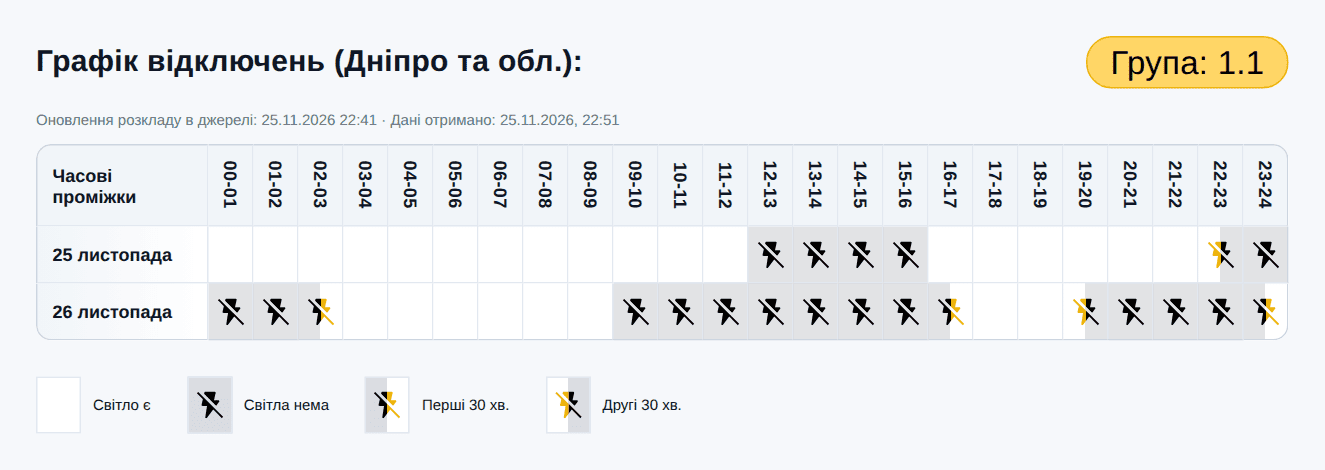 Графік відключень (Дніпро та обл.):
Група: 1.1
Оновлення розкладу в джерелі: 25.11.2026 22:41 · Дані отримано: 25.11.2026, 22:51
Часові
проміжки
00-01
01-02
02-03
03-04
04-05
05-06
06-07
07-08
08-09
09-10
10-11
11-12
12-13
13-14
14-15
15-16
16-17
17-18
18-19
19-20
20-21
21-22
22-23
23-24
25 листопада
26 листопада
Світло є
Світла нема
Перші 30 хв.
Другі 30 хв.